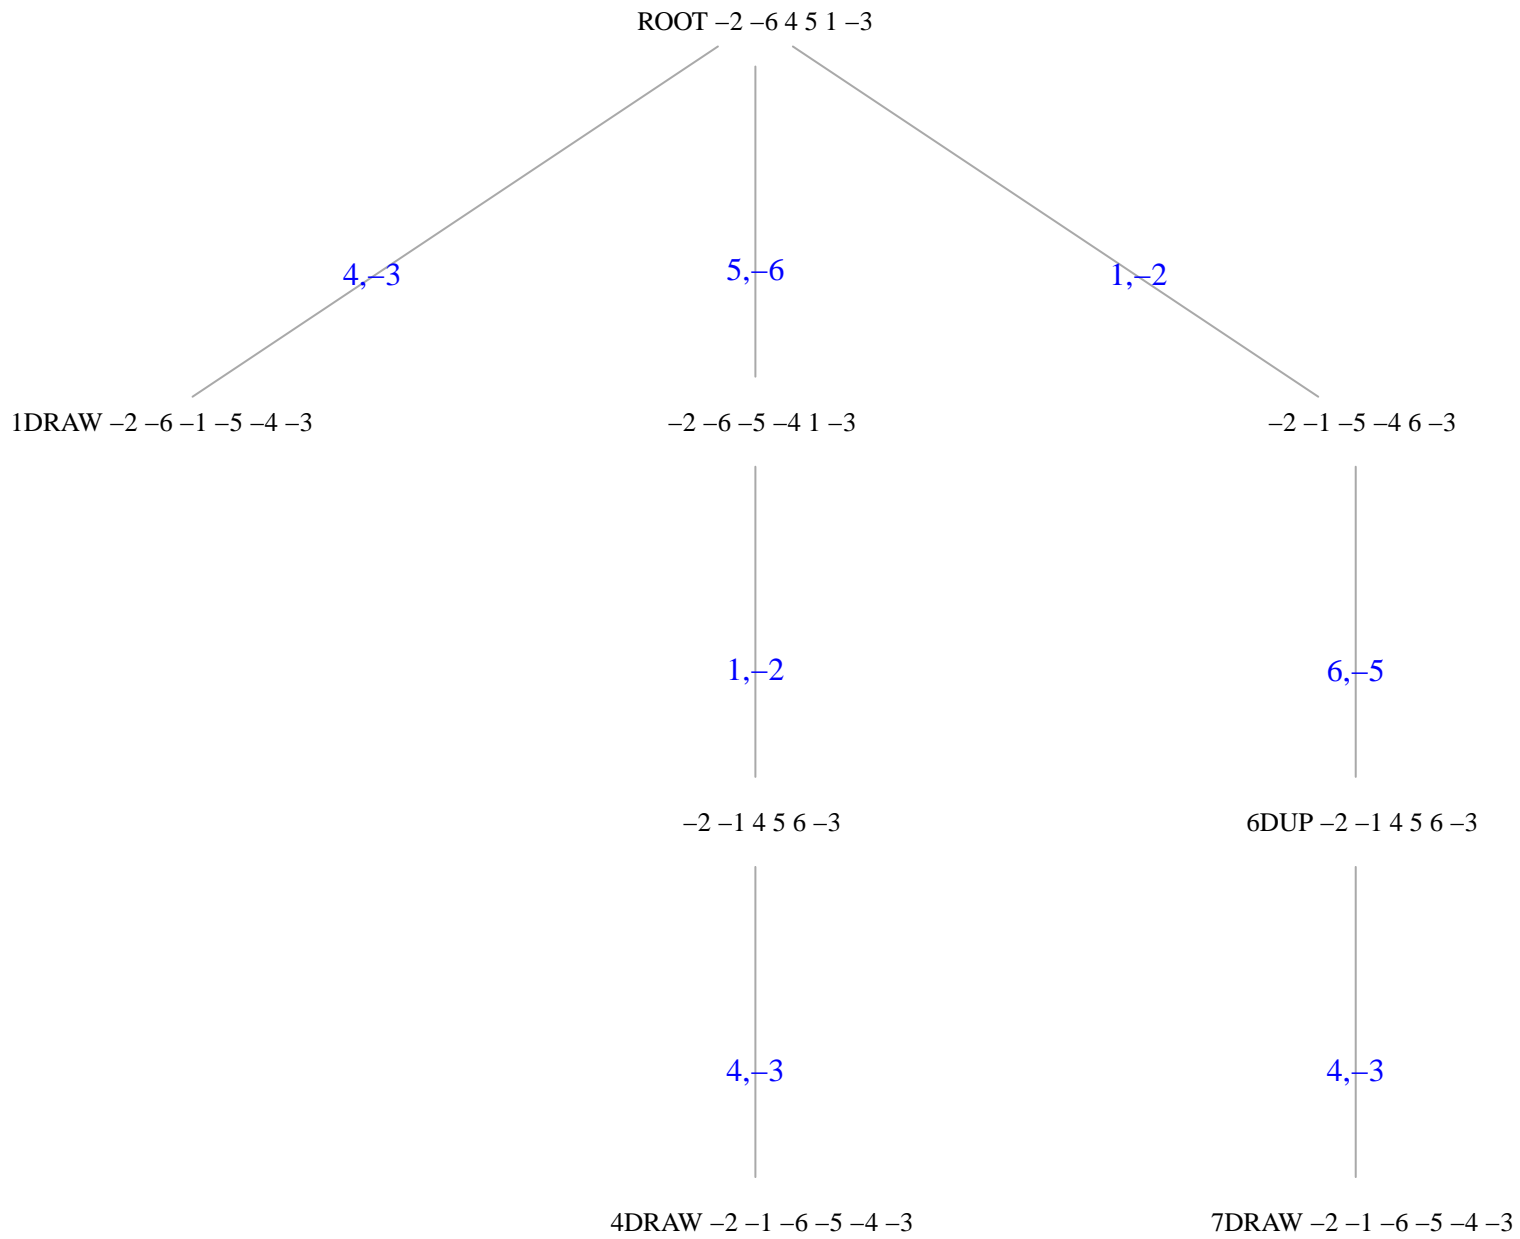 ROOT –2 –6 4 5 1 –3
4,–3
5,–6
1,–2
1DRAW –2 –6 –1 –5 –4 –3
–2 –6 –5 –4 1 –3
–2 –1 –5 –4 6 –3
1,–2
6,–5
–2 –1 4 5 6 –3
6DUP –2 –1 4 5 6 –3
4,–3
4,–3
4DRAW –2 –1 –6 –5 –4 –3
7DRAW –2 –1 –6 –5 –4 –3